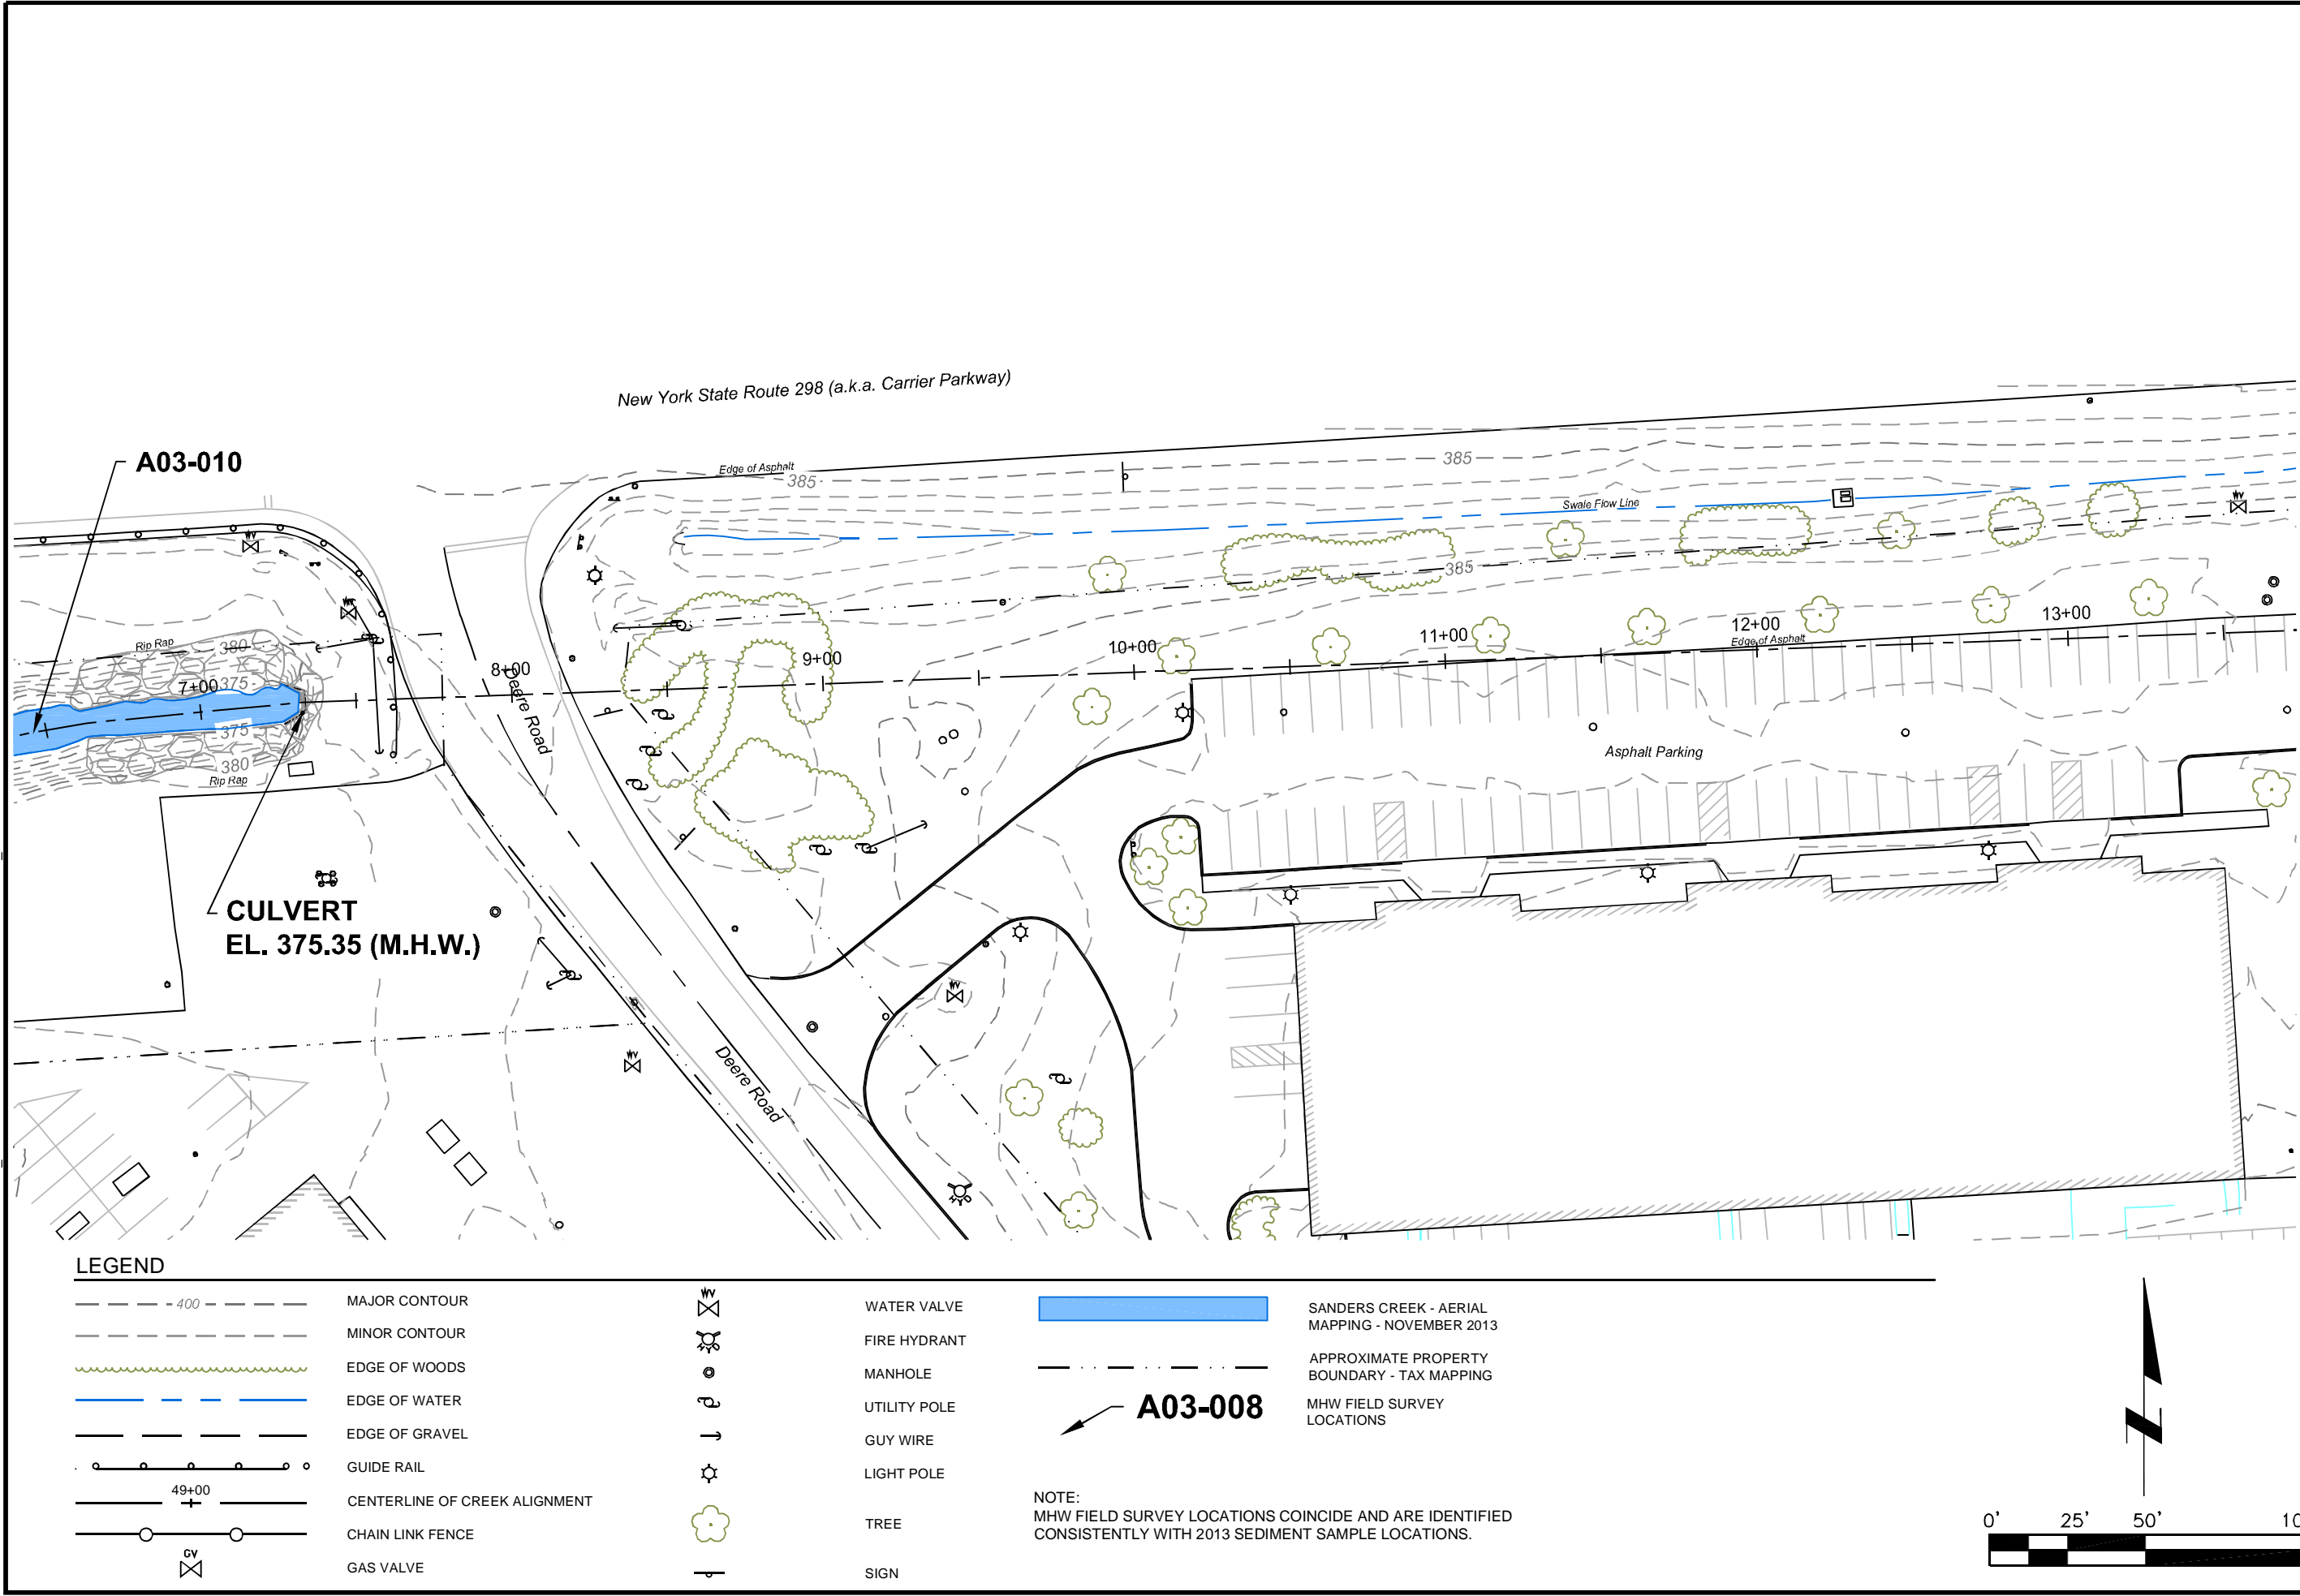 New York State Route 298 (a.k.a. Carrier Parkway)
A03-010
Edge of Asphalt
385
385
Swale Flow Line
385
WV
WV
WV
Rip Rap
380
375
7+00
8+00
9+00
10+00
11+00
12+00
13+00
Edge of Asphalt
Deere Road
375
380
Rip Rap
Asphalt Parking
CULVERT
EL. 375.35 (M.H.W.)
WV
WV
Deere Road
LEGEND
400
MAJOR CONTOUR
MINOR CONTOUR
EDGE OF WOODS
EDGE OF WATER
EDGE OF GRAVEL
GUIDE RAIL
49+00
CENTERLINE OF CREEK ALIGNMENT
CHAIN LINK FENCE
GV
GAS VALVE
WV
WATER VALVE
FIRE HYDRANT
MANHOLE
UTILITY POLE
GUY WIRE
LIGHT POLE
TREE
SIGN
SANDERS CREEK - AERIAL
MAPPING - NOVEMBER 2013
APPROXIMATE PROPERTY
BOUNDARY - TAX MAPPING
A03-008
MHW FIELD SURVEY
LOCATIONS
NOTE:
MHW FIELD SURVEY LOCATIONS COINCIDE AND ARE IDENTIFIED
CONSISTENTLY WITH 2013 SEDIMENT SAMPLE LOCATIONS.
N
0' 25' 50'